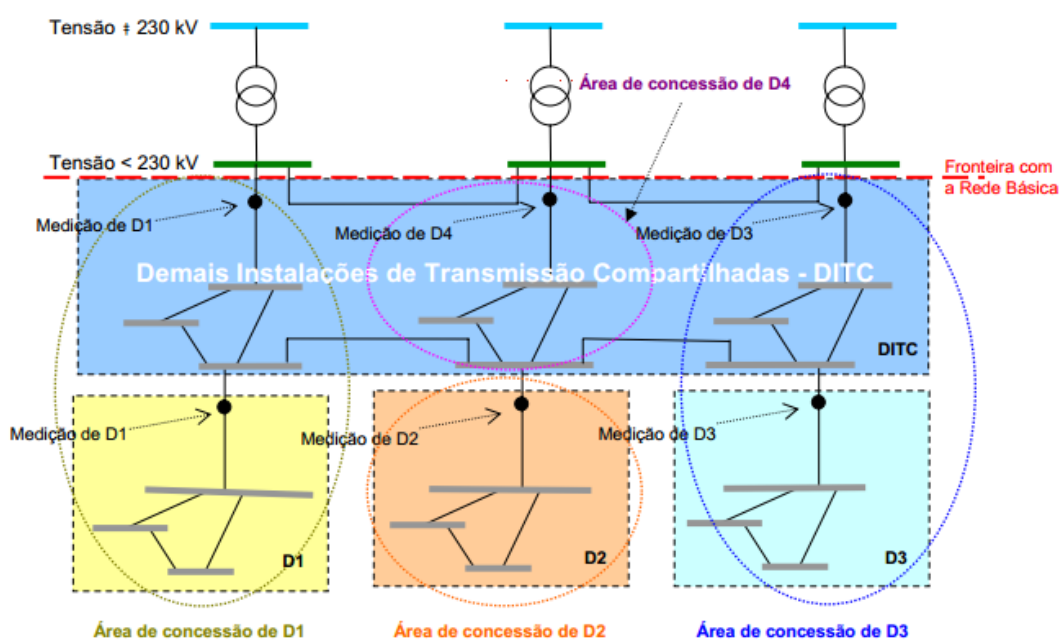 Tensão ‡ 230 kV
Área de concessão de D4
Tensão < 230 kV
Fronteira com
a Rede Básica
Medição de D1
Medição de D4
Medição de D3
Demais Instalações de Transmissão Compartilhadas - DITC
DITC
Medição de D1
Medição de D2
Medição de D3
D1
D2
D3
Área de concessão de D1
Área de concessão de D2
Área de concessão de D3